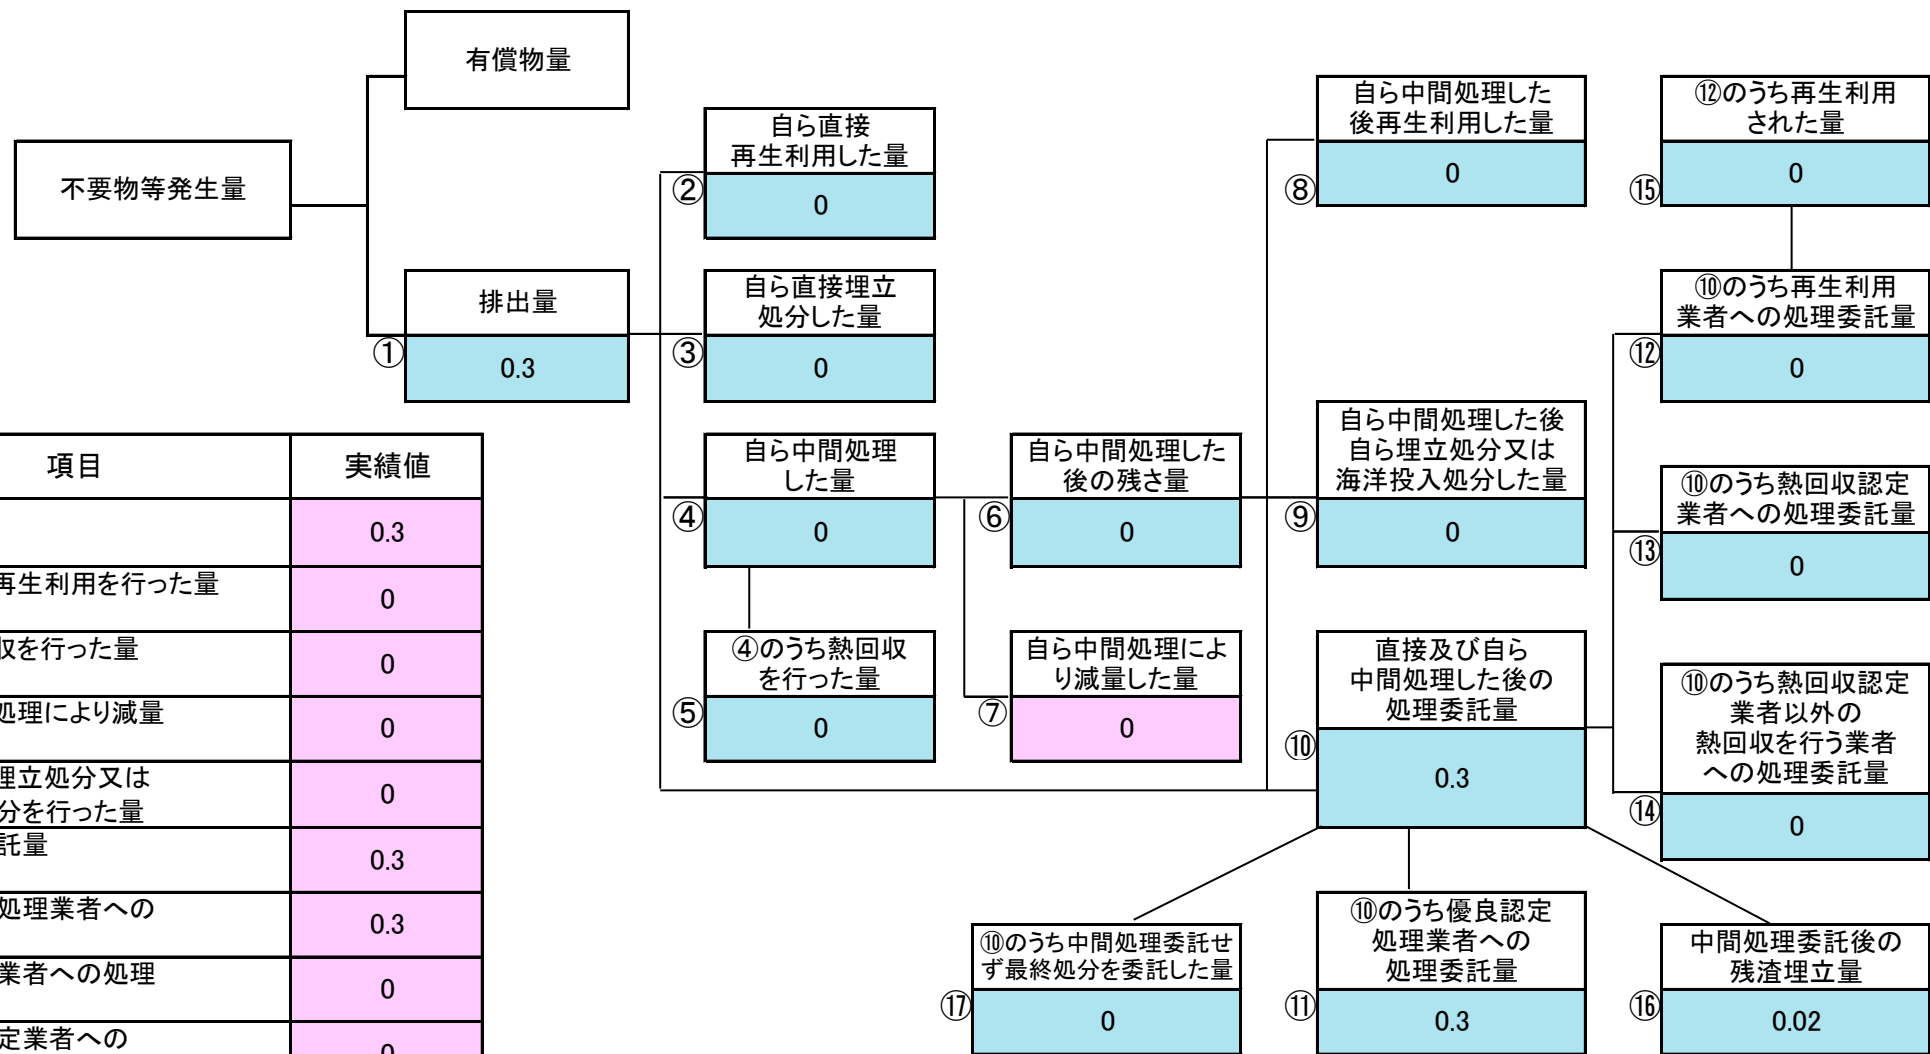 有償物量
不要物等発生量
排出量
①
0.3
自ら直接
再生利用した量
②
0
自ら直接埋立
処分した量
③
0
自ら中間処理
した量
④
0
④のうち熱回収
を行った量
⑤
0
自ら中間処理した
後の残さ量
⑥
0
自ら中間処理によ
り減量した量
⑦
0
自ら中間処理した
後再生利用した量
⑧
0
自ら中間処理した後
自ら埋立処分又は
海洋投入処分した量
⑨
0
直接及び自ら
中間処理した後の
処理委託量
⑩
0.3
⑫のうち再生利用
された量
⑮
0
⑩のうち再生利用
業者への処理委託量
⑫
0
⑩のうち熱回収認定
業者への処理委託量
⑬
0
⑩のうち熱回収認定
業者以外の
熱回収を行う業者
への処理委託量
⑭
0
⑩のうち中間処理委託せ
ず最終処分を委託した量
⑰
0
⑩のうち優良認定
処理業者への
処理委託量
⑪
0.3
中間処理委託後の
残渣埋立量
⑯
0.02
項目 実績値
0.3
再生利用を行った量 0
収を行った量 0
処理により減量 0
埋立処分又は
分を行った量 0
託量 0.3
処理業者への 0.3
業者への処理 0
定業者への 0